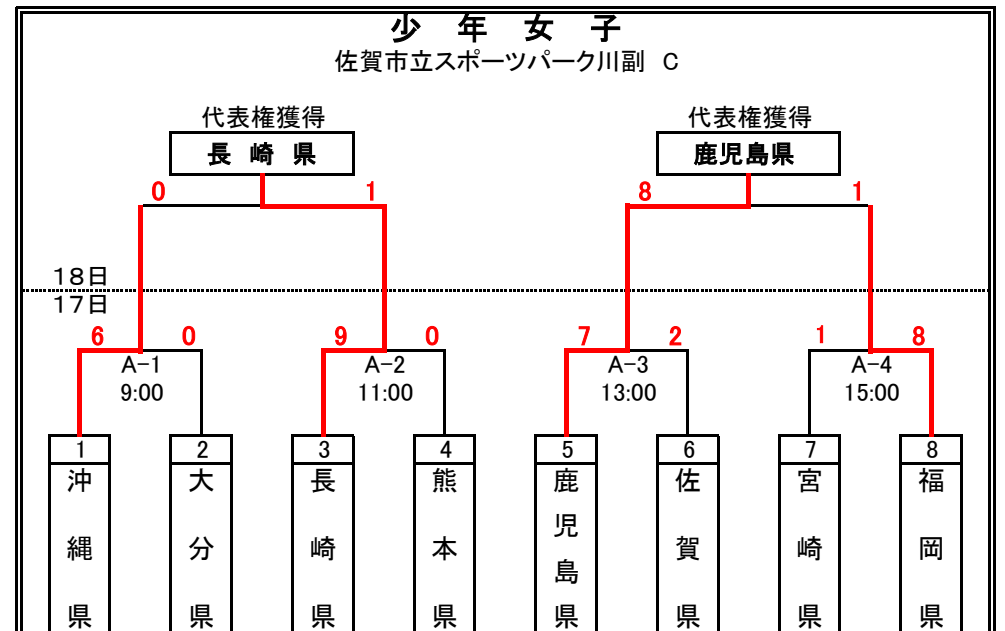 少 年 女 子
佐賀市立スポーツパーク川副 C
代表権獲得 代表権獲得
長 崎 県 鹿児島県
0 1 8 1
18日
17日
6 0 9 0 7 2 1 8
A-1 A-2 A-3 A-4
9:00 11:00 13:00 15:00
1 2 3 4 5 6 7 8
沖縄県
大分県
長崎県
熊本県
鹿児島県
佐賀県
宮崎県
福岡県